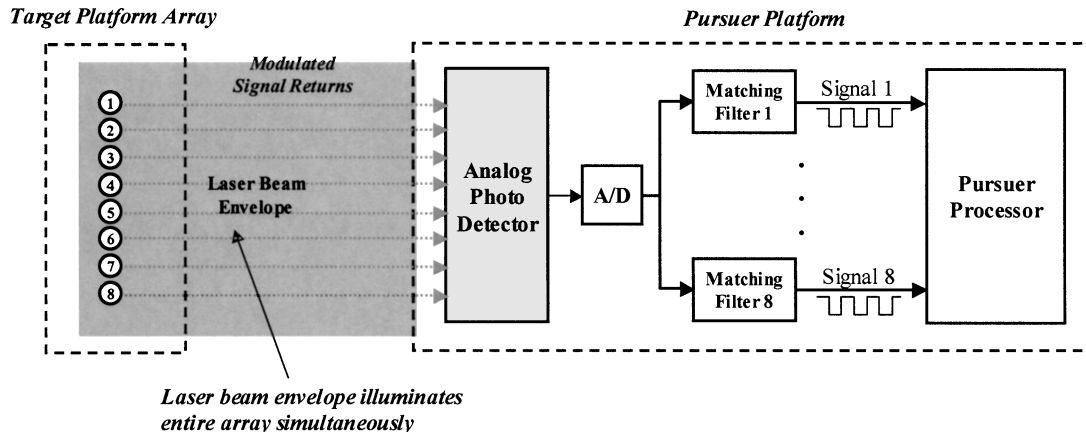 Target Platform Array
Pursuer Platform
Modulated
Signal Returns
1
2
3
4
5
6
7
8
Laser Beam
Envelope
Analog
Photo
Detector
A/D
Matching
Filter 1
Signal 1
Matching
Filter 8
Signal 8
Pursuer
Processor
Laser beam envelope illuminates
entire array simultaneously